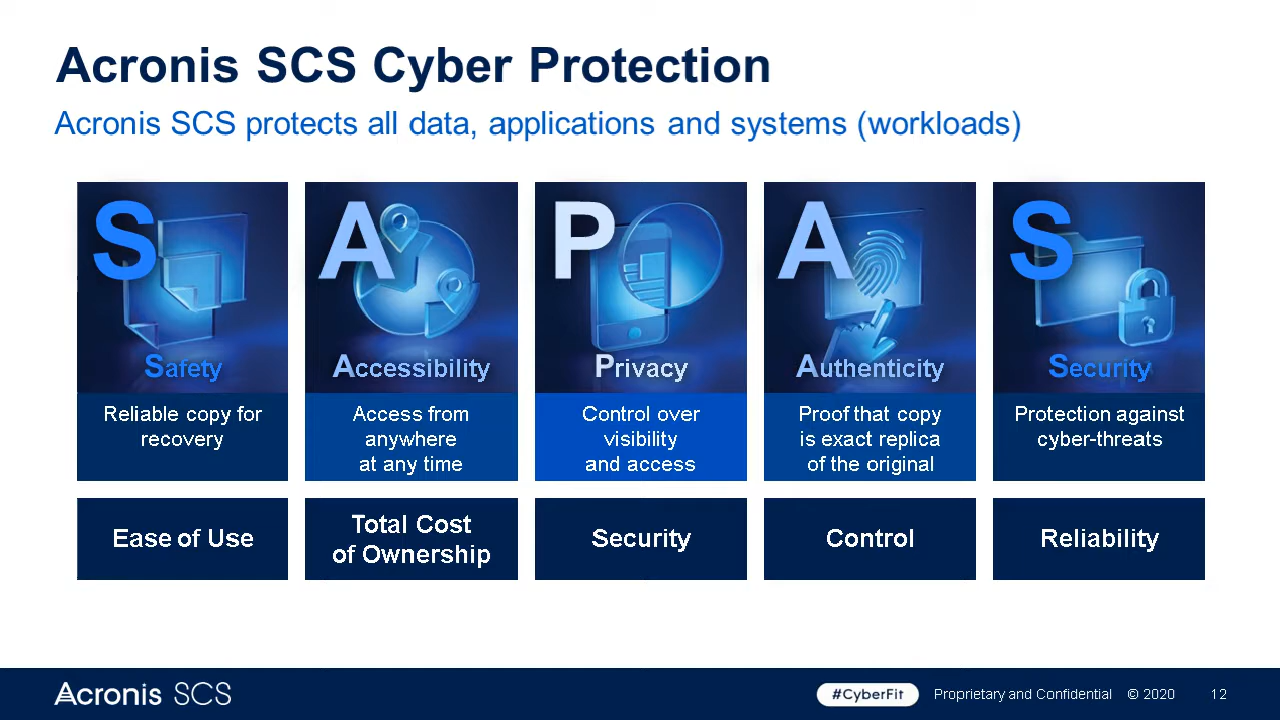 Acronis SCS Cyber Protection
Acronis SCS protects all data, applications and systems (workloads)
S
Safety
Reliable copy for
recovery
A
Accessibility
Access from
anywhere
at any time
P
Privacy
Control over
visibility
and access
A
Authenticity
Proof that copy
is exact replica
of the original
S
Security
Protection against
cyber-threats
Ease of Use
Total Cost
of Ownership
Security
Control
Reliability
Acronis SCS
#CyberFit
Proprietary and Confidential © 2020 12